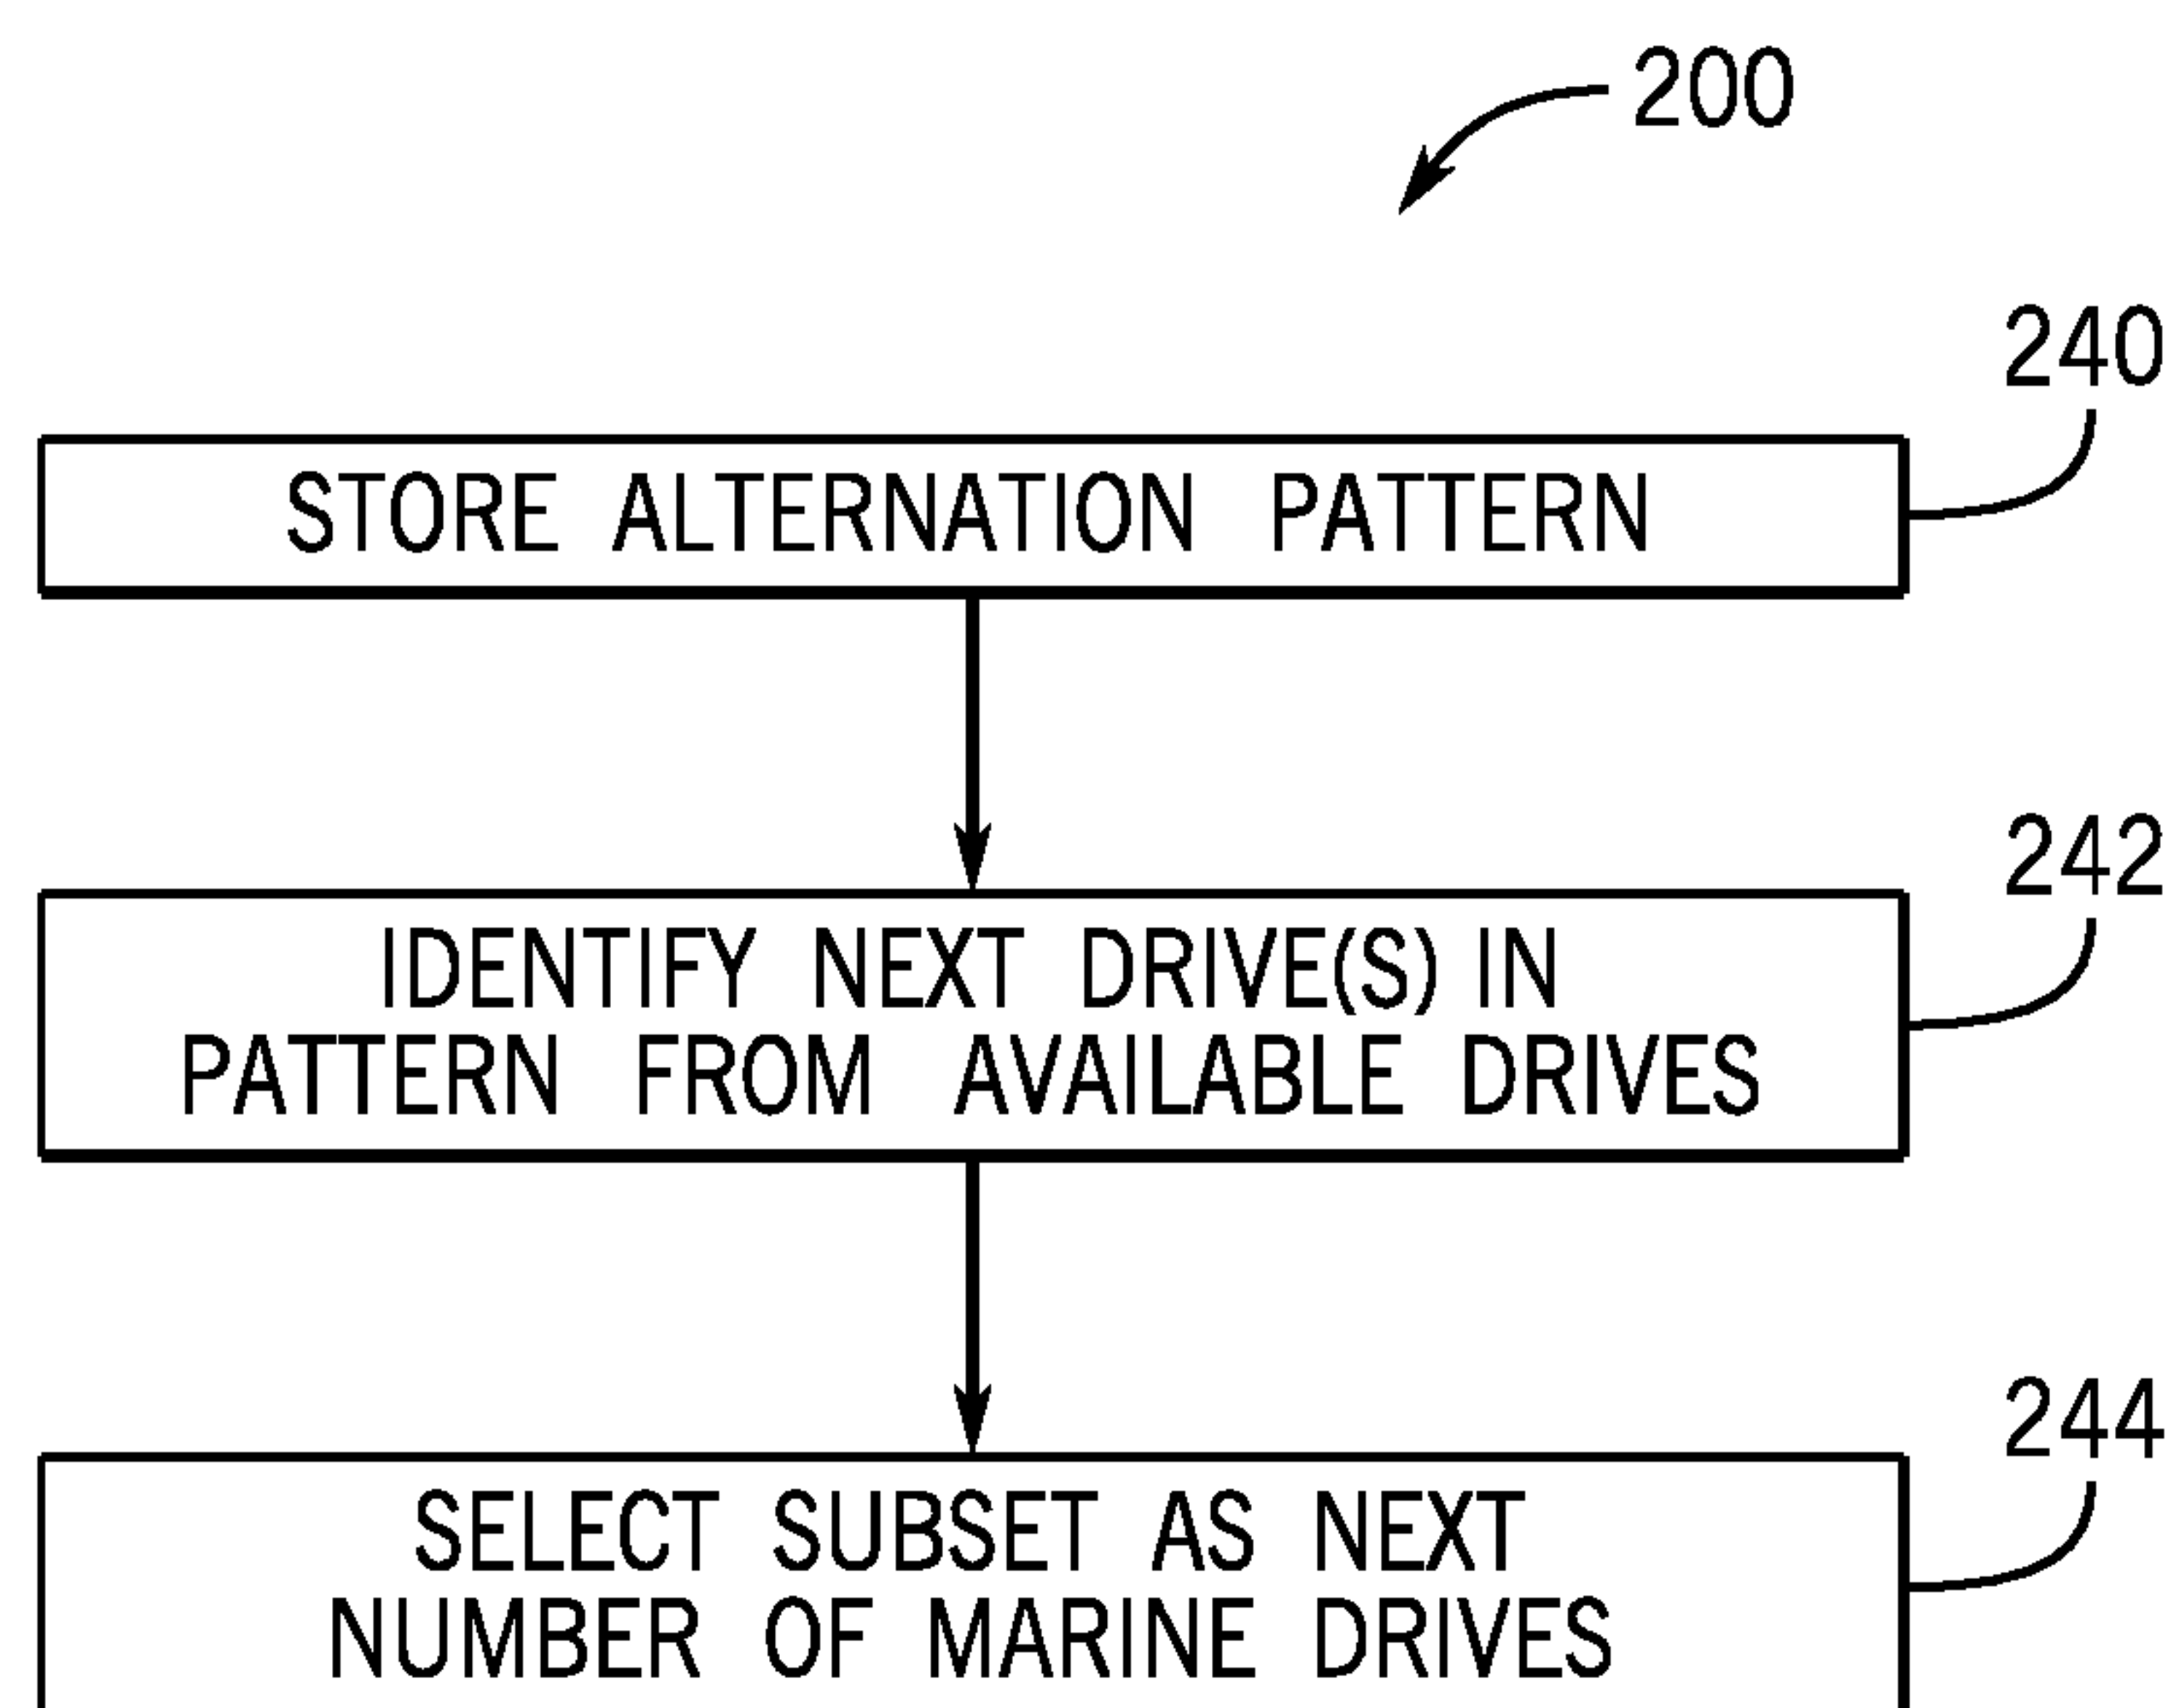 200
240
STORE ALTERNATION PATTERN
242
IDENTIFY NEXT DRIVE(S) IN
PATTERN FROM AVAILABLE DRIVES
244
SELECT SUBSET AS NEXT
NUMBER OF MARINE DRIVES